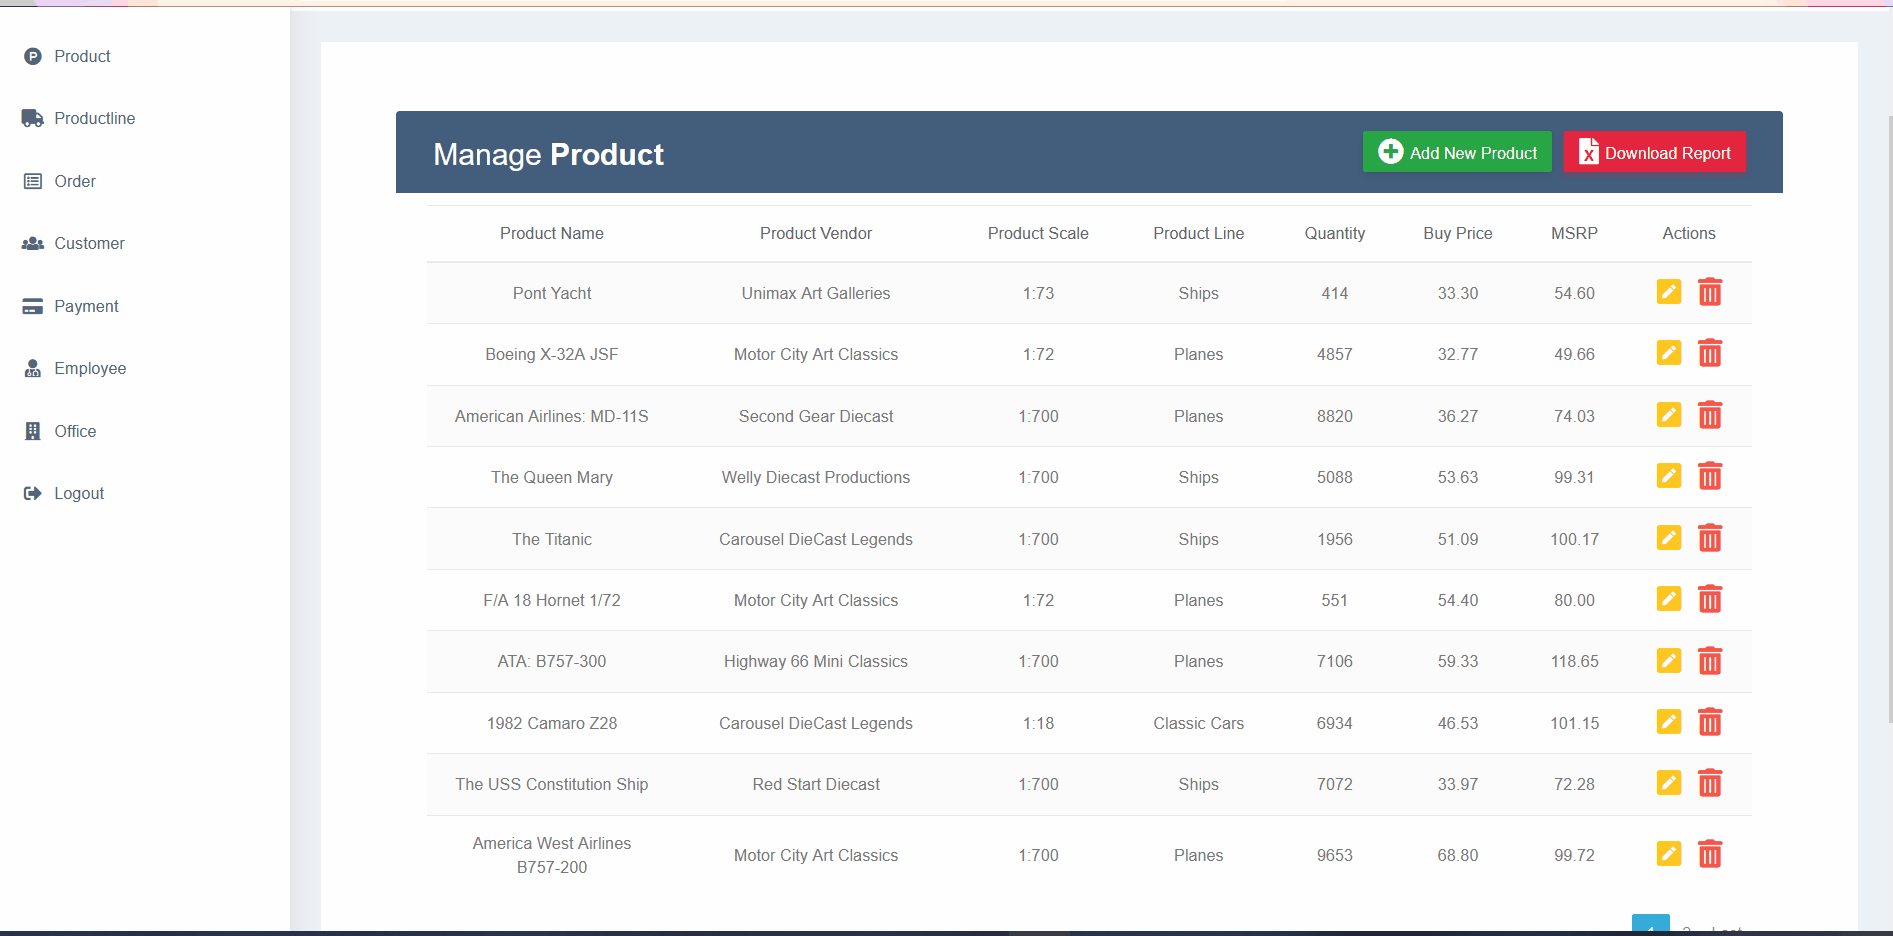 Product
Productline
Order
Customer
Payment
Employee
Office
Logout
Manage Product
Add New Product
Download Report
Product Name Product Vendor Product Scale Product Line Quantity Buy Price MSRP Actions
Pont Yacht Unimax Art Galleries 1:73 Ships 414 33.30 54.60
Boeing X-32A JSF Motor City Art Classics 1:72 Planes 4857 32.77 49.66
American Airlines: MD-11S Second Gear Diecast 1:700 Planes 8820 36.27 74.03
The Queen Mary Welly Diecast Productions 1:700 Ships 5088 53.63 99.31
The Titanic Carousel DieCast Legends 1:700 Ships 1956 51.09 100.17
F/A 18 Hornet 1/72 Motor City Art Classics 1:72 Planes 551 54.40 80.00
ATA: B757-300 Highway 66 Mini Classics 1:700 Planes 7106 59.33 118.65
1982 Camaro Z28 Carousel DieCast Legends 1:18 Classic Cars 6934 46.53 101.15
The USS Constitution Ship Red Start Diecast 1:700 Ships 7072 33.97 72.28
America West Airlines
B757-200 Motor City Art Classics 1:700 Planes 9653 68.80 99.72